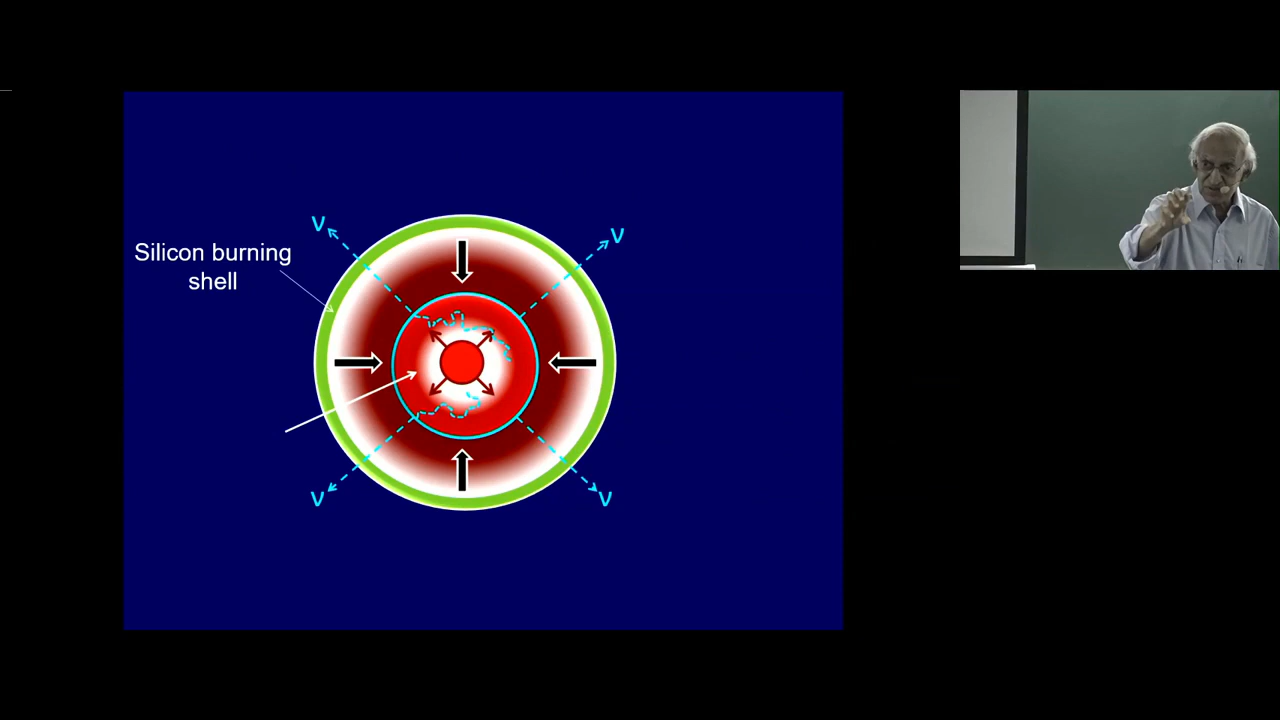 ν
ν
Silicon burning
shell
ν
ν